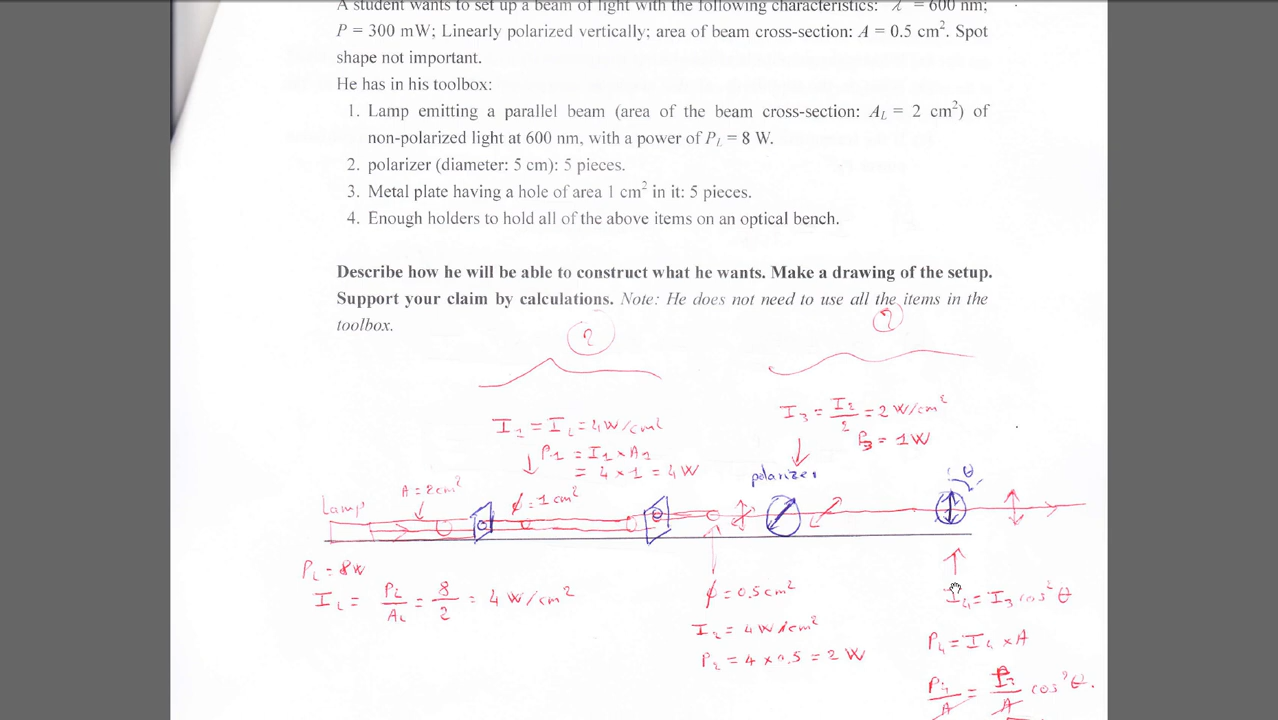 A student wants to set up a beam of light with the following characteristics: λ = 600 nm;
P = 300 mW; Linearly polarized vertically; area of beam cross-section: A = 0.5 cm². Spot
shape not important.
He has in his toolbox:
1. Lamp emitting a parallel beam (area of the beam cross-section: A_L = 2 cm²) of
non-polarized light at 600 nm, with a power of P_L = 8 W.
2. polarizer (diameter: 5 cm): 5 pieces.
3. Metal plate having a hole of area 1 cm² in it: 5 pieces.
4. Enough holders to hold all of the above items on an optical bench.
Describe how he will be able to construct what he wants. Make a drawing of the setup.
Support your claim by calculations. Note: He does not need to use all the items in the
toolbox.
2
2
I₁ = I_L = 4W/cm²
P₁ = I₁ × A₁
= 4 × 1 = 4W
I₃ = I₂/2 = 2 W/cm²
P₃ = 1W
polarizer
θ
Lamp
A = 2cm²
ϕ = 1 cm²
P_L = 8W
I_L = P_L/A_L = 8/2 = 4 W/cm²
ϕ = 0.5cm²
I₂ = 4W/cm²
P₂ = 4 × 0.5 = 2 W
I₄ = I₃ cos²θ
P₄ = I₄ × A
P₄/A = P₃/A cos²θ.